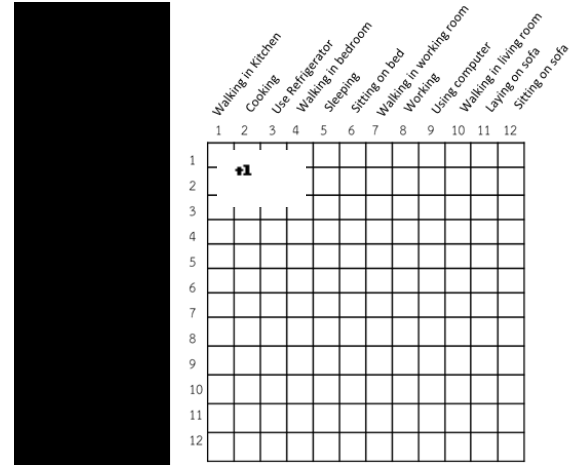 Walking in Kitchen
Cooking
Use Refrigerator
Walking in bedroom
Sleeping
Sitting on bed
Walking in working room
Working
Using computer
Walking in living room
Laying on sofa
Sitting on sofa
1 2 3 4 5 6 7 8 9 10 11 12
1
+1
2
3
4
5
6
7
8
9
10
11
12